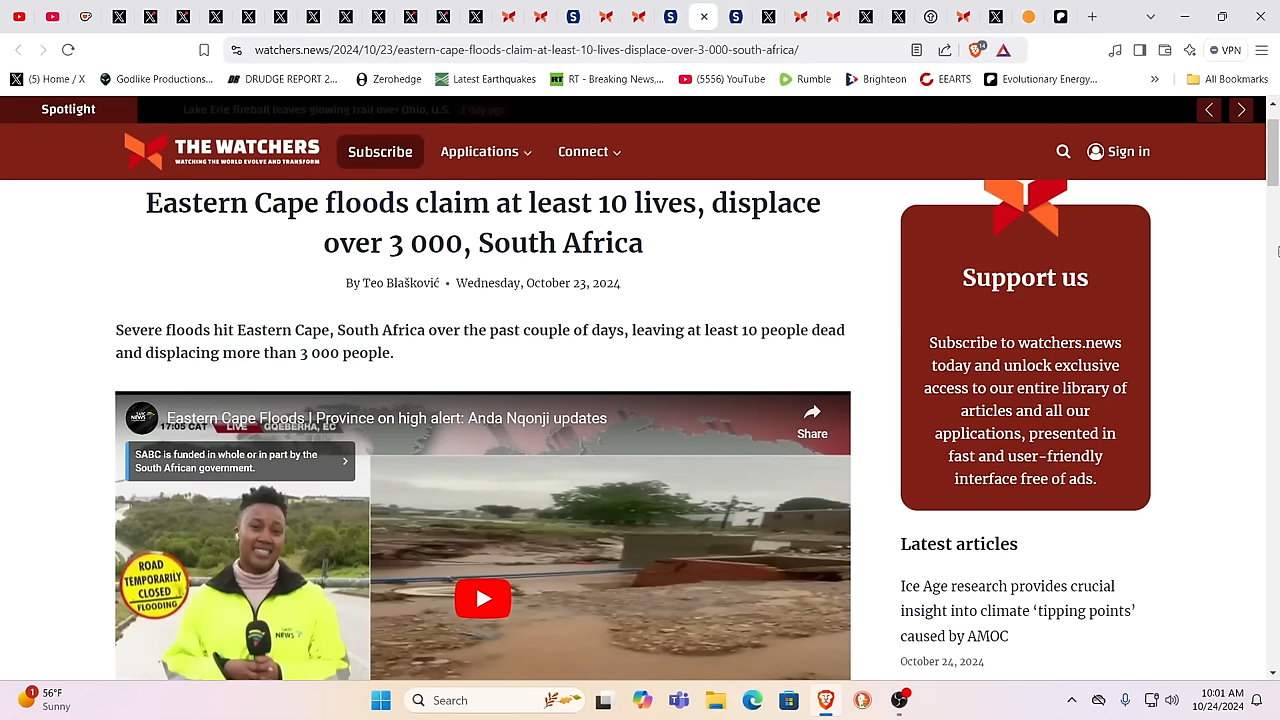 watchers.news/2024/10/23/eastern-cape-floods-claim-at-least-10-lives-displace-over-3-000-south-africa/
14
VPN
(5) Home / X
Godlike Productions...
DRUDGE REPORT 2...
Zerohedge
Latest Earthquakes
RT - Breaking News,...
(5556) YouTube
Rumble
Brighteon
EEARTS
Evolutionary Energy...
»
All Bookmarks
Spotlight
Lake Erie fireball leaves glowing trail over Ohio, U.S. 1 day ago
THE WATCHERS
WATCHING THE WORLD EVOLVE AND TRANSFORM
Subscribe
Applications
Connect
Sign in
Eastern Cape floods claim at least 10 lives, displace
over 3 000, South Africa
By Teo Blašković • Wednesday, October 23, 2024
Severe floods hit Eastern Cape, South Africa over the past couple of days, leaving at least 10 people dead
and displacing more than 3 000 people.
Eastern Cape Floods | Province on high alert: Anda Nqonji updates
17:05 CAT LIVE GQEBERHA, EC
Share
SABC is funded in whole or in part by the
South African government.
ROAD
TEMPORARILY
CLOSED
FLOODING
NEWS
Support us
Subscribe to watchers.news
today and unlock exclusive
access to our entire library of
articles and all our
applications, presented in
fast and user-friendly
interface free of ads.
Latest articles
Ice Age research provides crucial
insight into climate ‘tipping points’
caused by AMOC
October 24, 2024
1
56°F
Sunny
Search
10:01 AM
10/24/2024